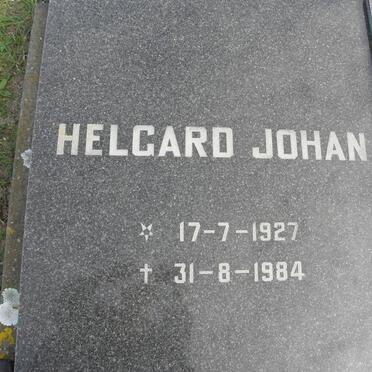 HELGARD JOHAN
* 17-7-1927
† 31-8-1984